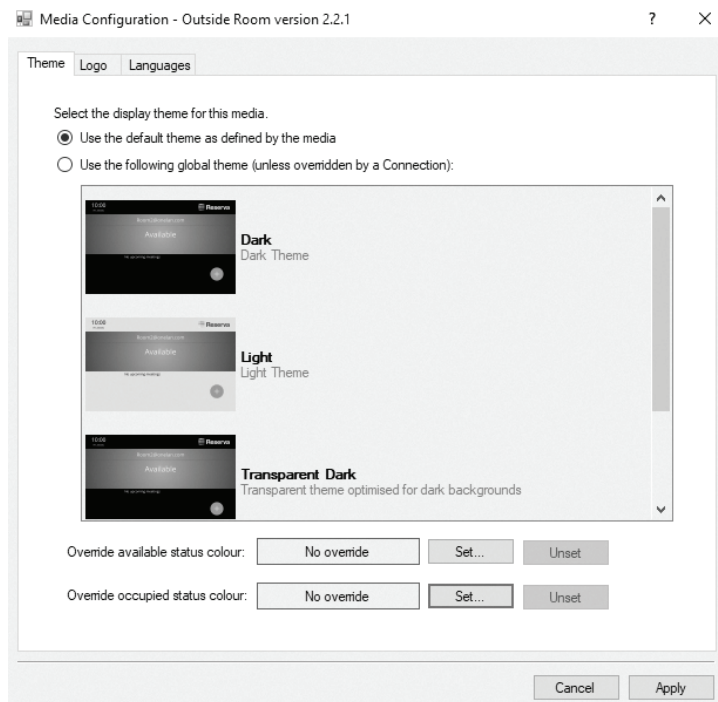 Media Configuration - Outside Room version 2.2.1
? X
Theme Logo Languages
Select the display theme for this media.
Use the default theme as defined by the media
Use the following global theme (unless overridden by a Connection):
10:00 Reserva
Available
Dark
Dark Theme
10:00 Reserva
Available
Light
Light Theme
10:00 Reserva
Available
Transparent Dark
Transparent theme optimised for dark backgrounds
Override available status colour: No override Set... Unset
Override occupied status colour: No override Set... Unset
Cancel Apply